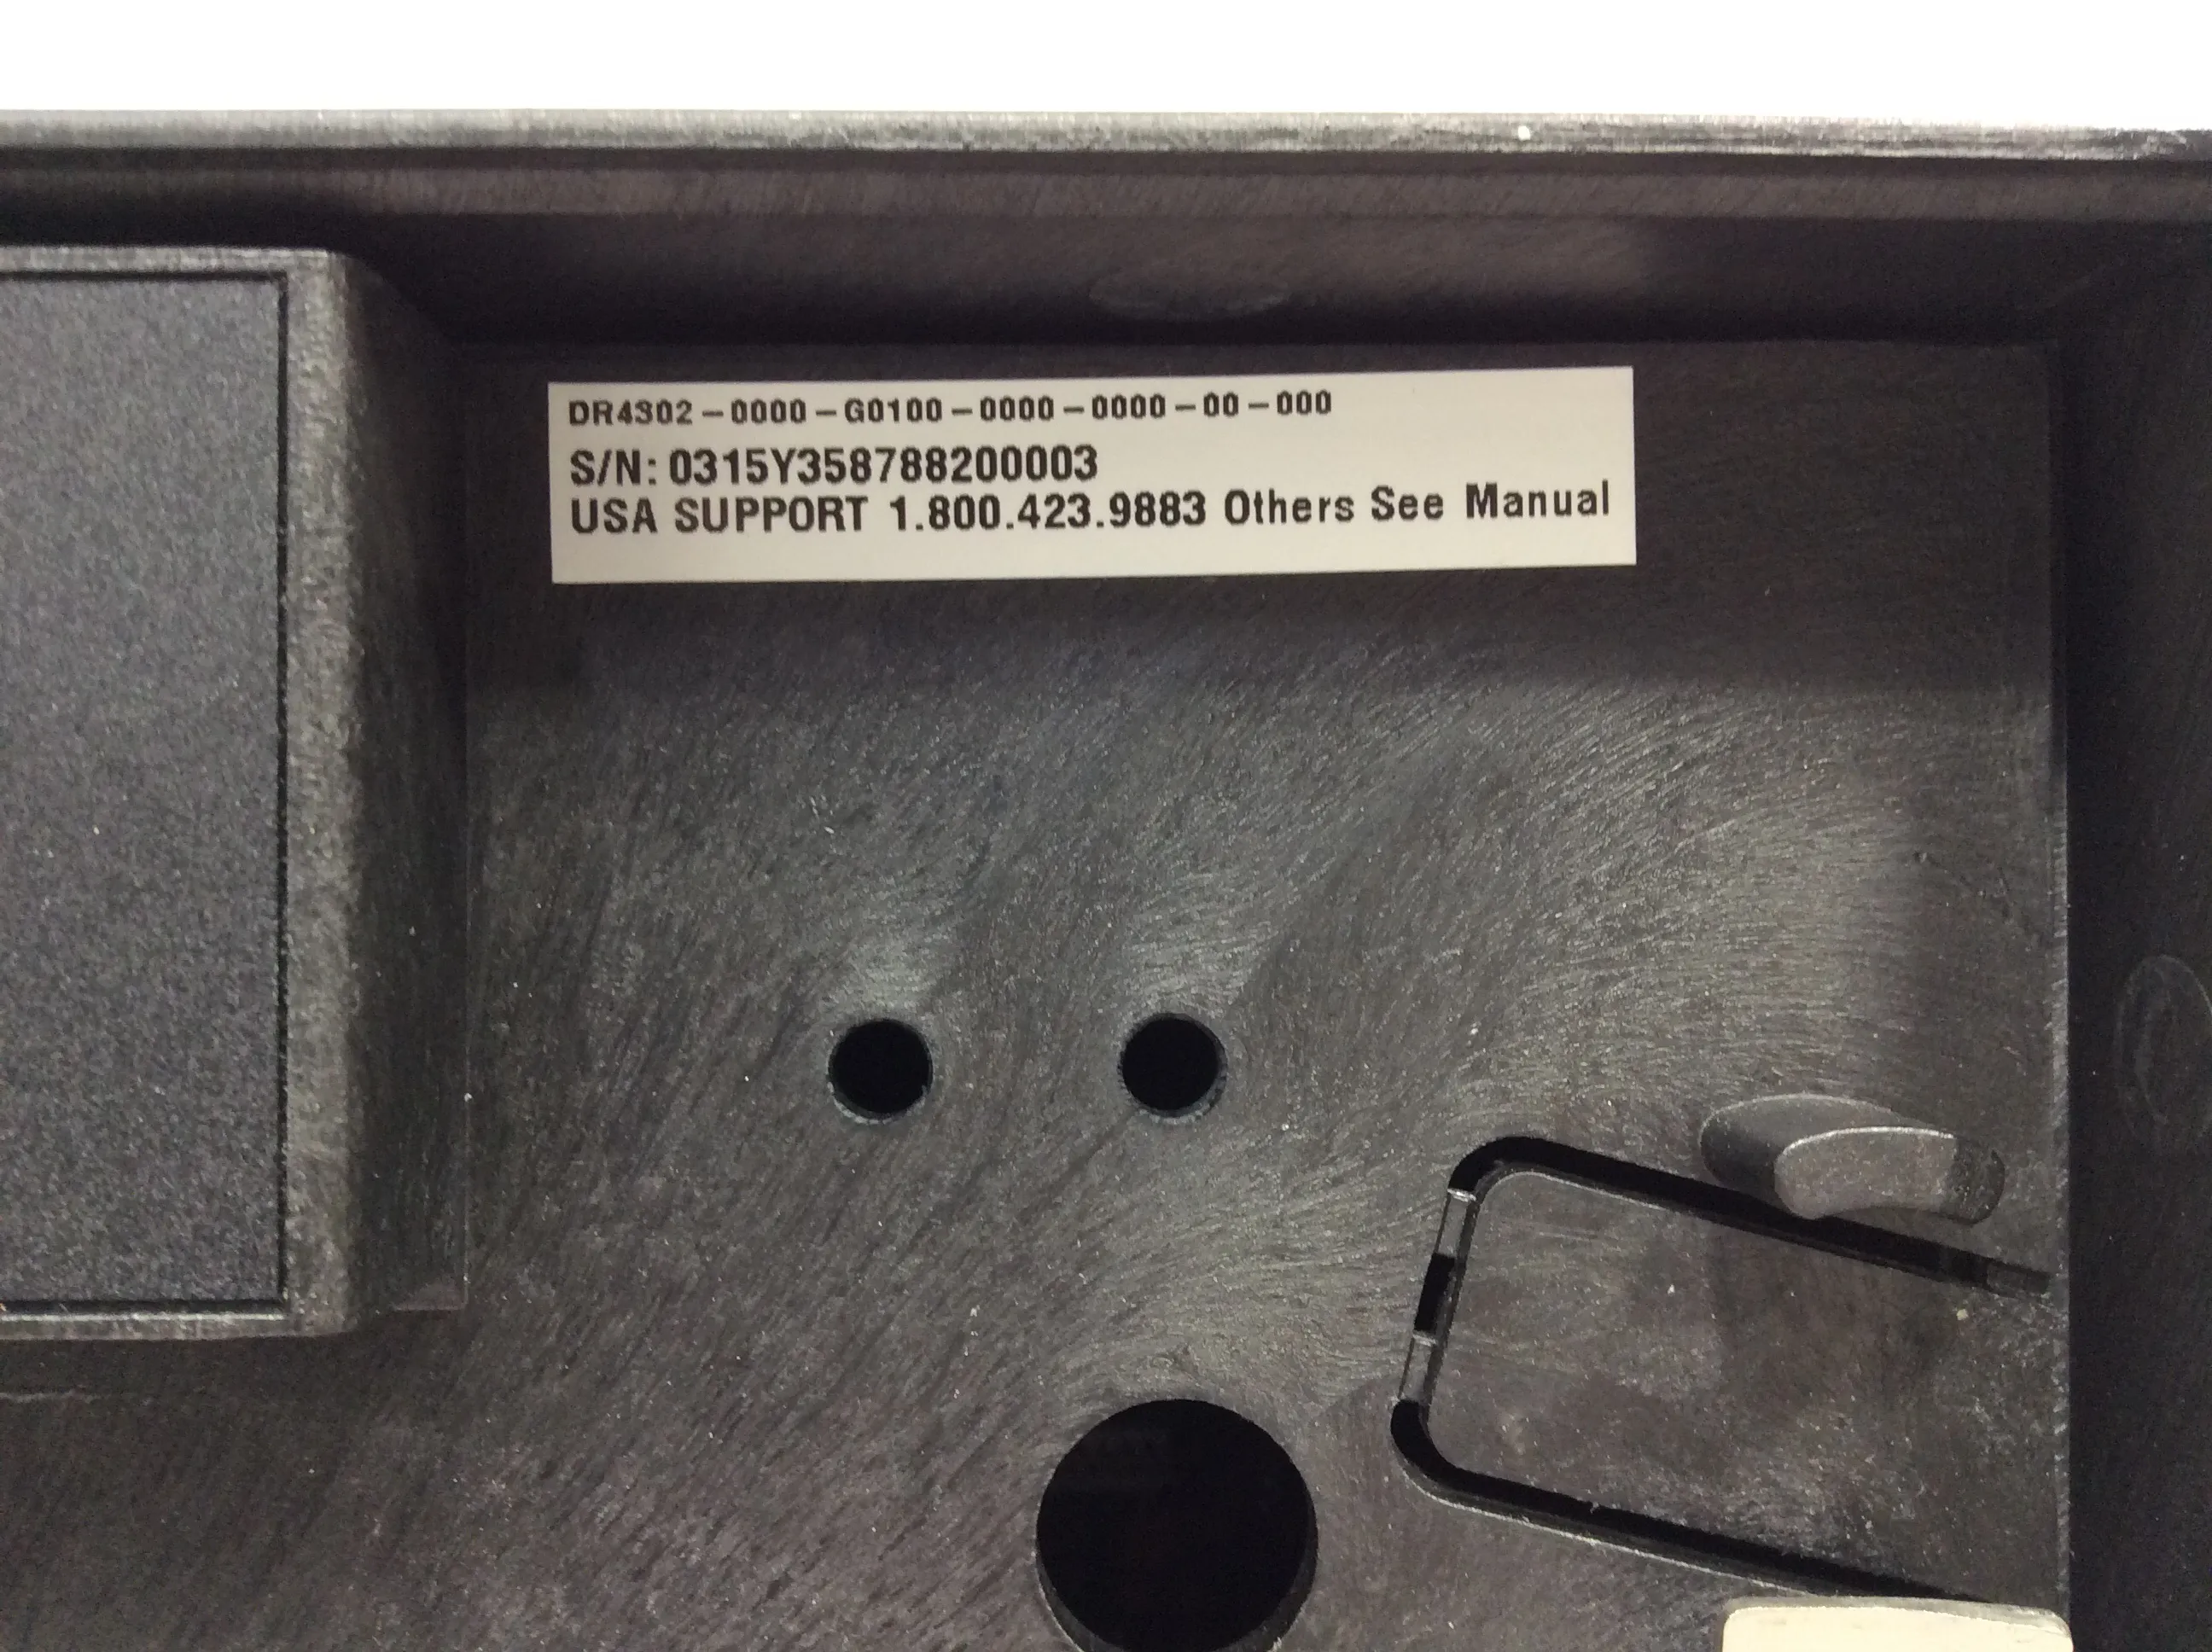 DR4302-0000-G0100-0000-0000-00-000
S/N: 0315Y358788200003
USA SUPPORT 1.800.423.9883 Others See Manual